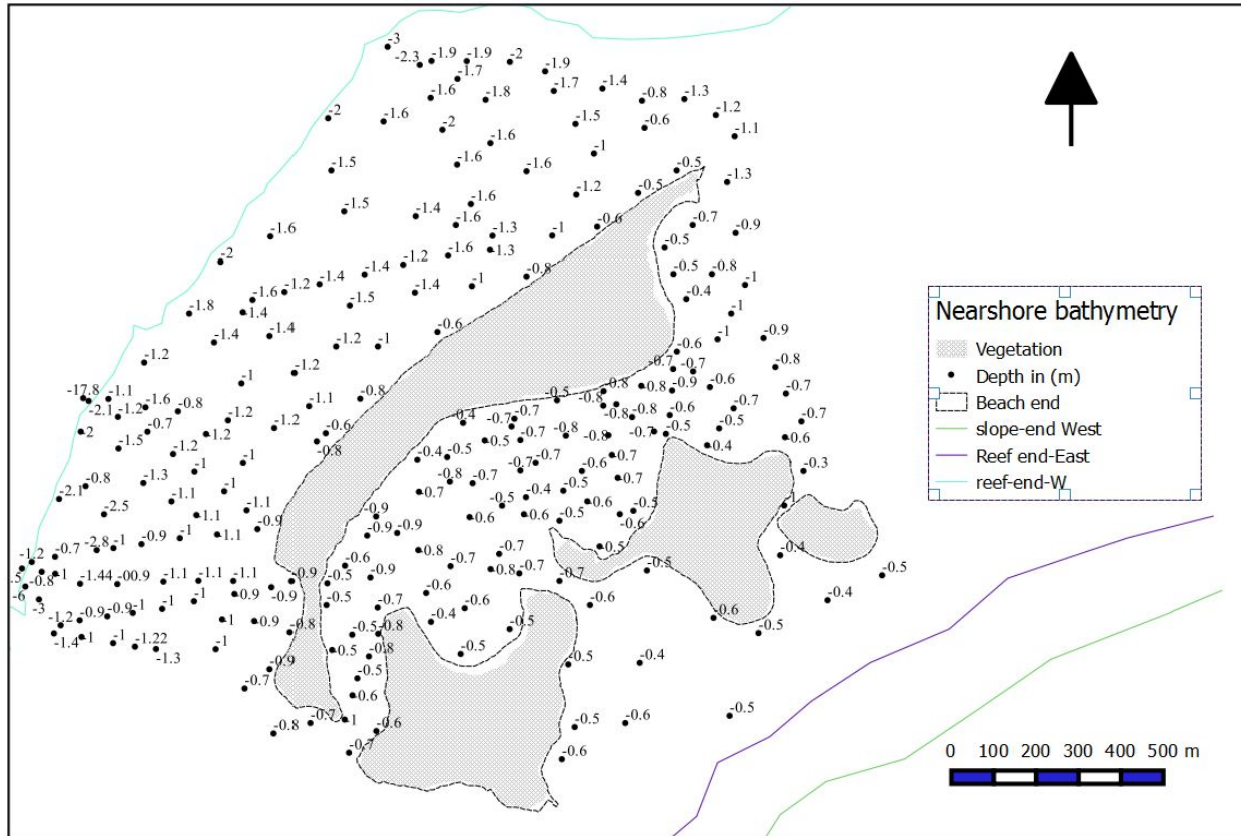 -3
-2.3 -1.9 -1.9 -2
-1.7 -1.9
-1.6 -1.8 -1.7 -1.4
-0.8 -1.3
-2 -1.6 -2 -1.5 -0.6 -1.2
-1.6 -1 -1.1
-1.5 -1.6 -1.6 -0.5
-1.2 -0.5 -1.3
-1.5 -1.4 -1.6
-1.6 -0.6 -0.7
-1.6 -1.3 -1 -0.9
-2 -1.2 -1.6 -1.3 -0.5
-1.4 -0.8 -0.5 -0.8
-1.6 -1.2 -1.4 -1.4 -1 -1
-1.8 -1.4 -1.5 -0.4 -1
-1.4 -1.4 -0.6 -1 -0.9
-1.2 -1.2 -1 -0.6
-1.2 -0.7 -0.7 -0.8
-1 -0.8 -0.8 -0.9 -0.6 -0.7
-17.8 -1.1 -0.8 -0.5
-2.1 -1.2 -1.6 -0.8 -1.1 -0.8 -0.8 -0.6 -0.7
-0.7 -1.2 -1.2 -0.4 -0.7 -0.7
-2 -1.2 -0.6 -0.5 -0.7 -0.8 -0.8 -0.7 -0.5 -0.5 -0.7
-1.5 -1.2 -0.8 -0.4 -0.6
-1 -1 -0.4 -0.5 -0.7 -0.7
-0.8 -1.3 -0.8 -0.7 -0.6 -0.7 -0.3
-2.1 -1.1 -1 -0.7 -0.4 -0.5
-2.5 -1.1 -1.1 -0.5 -0.6 -0.5 -1
-0.9 -0.9 -0.6 -0.6 -0.5 -0.6
-2.8 -1 -0.9 -1 -1.1 -0.9 -0.9
-1.2 -0.7 -0.8 -0.7 -0.5 -0.4
.5 -1 -0.6 -0.7 -0.8 -0.7 -0.5 -0.5
-0.8 -1.44 -00.9 -1.1 -1.1 -1.1 -0.9 -0.5 -0.9 -0.7
-6 -0.9 -0.9
-3 -1 -1 -0.5 -0.7 -0.6 -0.6 -0.6 -0.4
-1.2 -0.9 -0.9 -1 -0.9 -0.4 -0.6
-1.4 -1 -1 -1.22 -0.8 -0.5 -0.8 -0.5 -0.5
-1.3 -1 -0.5 -0.8 -0.5
-0.9 -0.5 -0.5 -0.4
-0.7 -0.6
-0.8 -0.7 -1 -0.6 -0.5 -0.6 -0.5
-0.7 -0.6
Nearshore bathymetry
Vegetation
Depth in (m)
Beach end
slope-end West
Reef end-East
reef-end-W
0 100 200 300 400 500 m